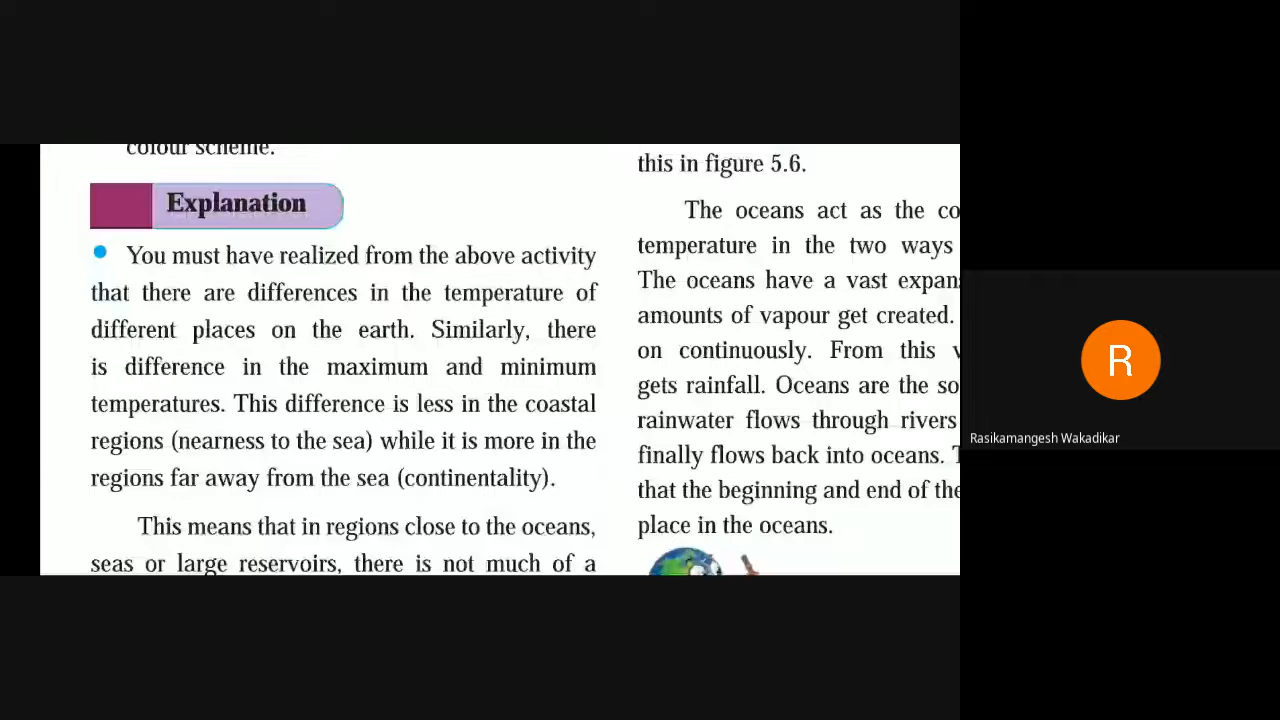 colour scheme.
Explanation
You must have realized from the above activity
that there are differences in the temperature of
different places on the earth. Similarly, there
is difference in the maximum and minimum
temperatures. This difference is less in the coastal
regions (nearness to the sea) while it is more in the
regions far away from the sea (continentality).
This means that in regions close to the oceans,
seas or large reservoirs, there is not much of a
this in figure 5.6.
The oceans act as the co
temperature in the two ways
The oceans have a vast expan
amounts of vapour get created.
on continuously. From this
gets rainfall. Oceans are the so
rainwater flows through rivers
finally flows back into oceans.
that the beginning and end of the
place in the oceans.
R
Rasikamangesh Wakadikar